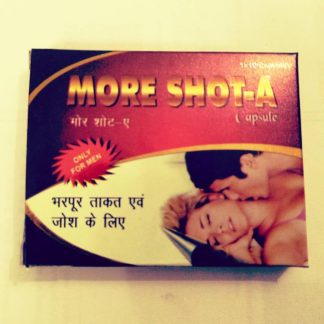 MORE SHOT-A
Capsule
मोर शोट-ए
ONLY
FOR MEN
भरपूर ताकत एवं
जोश के लिए